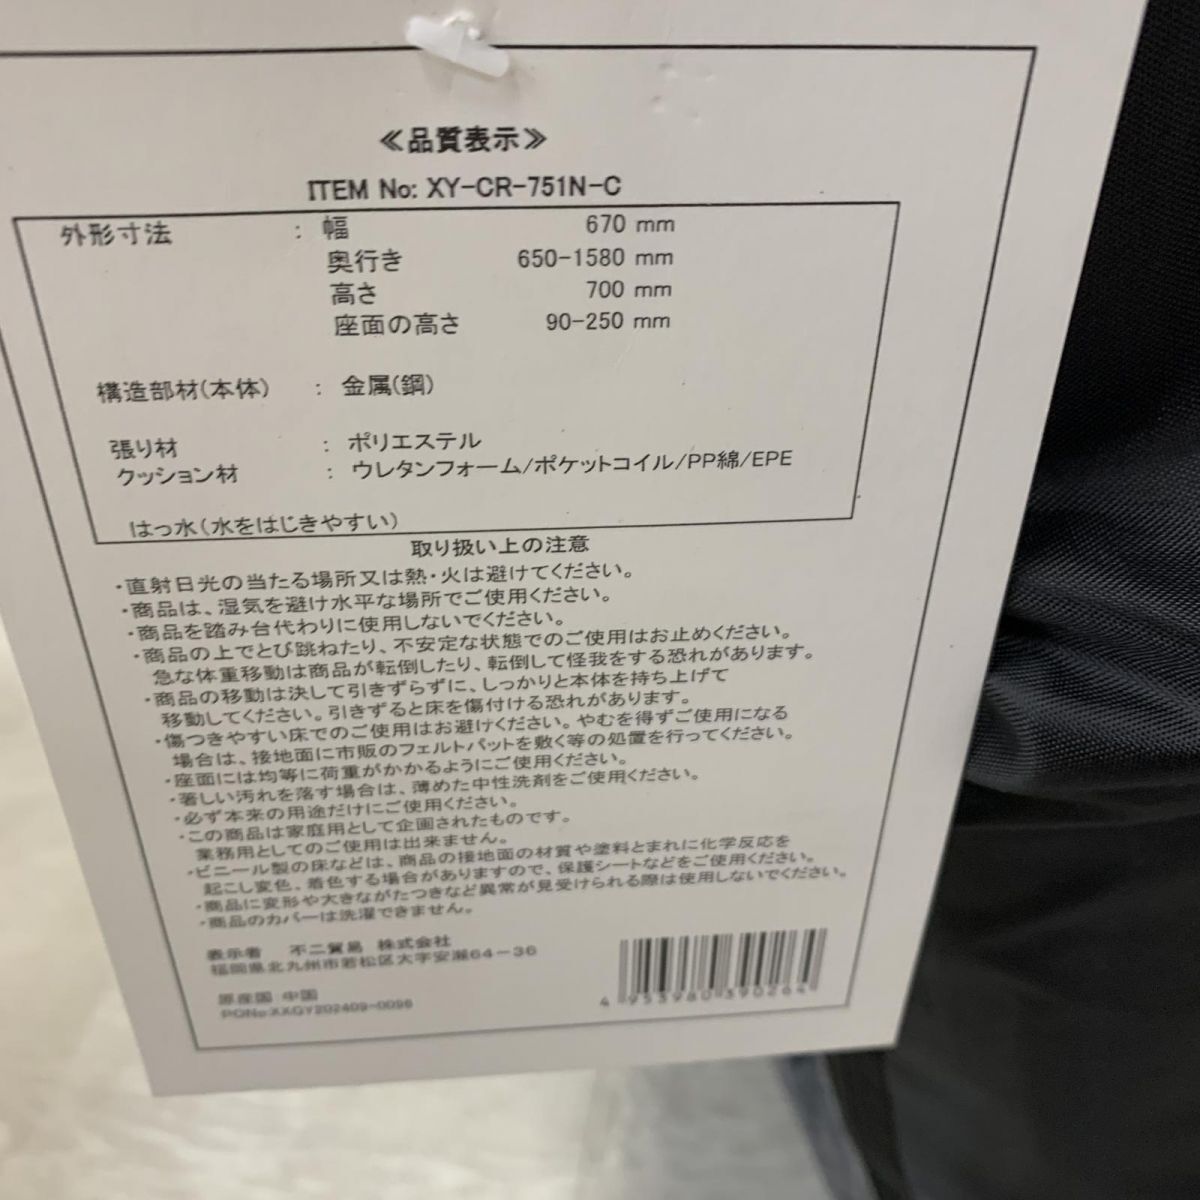 ≪品質表示≫
ITEM No: XY-CR-751N-C
外形寸法 : 幅 670 mm
奥行き 650-1580 mm
高さ 700 mm
座面の高さ 90-250 mm
構造部材(本体) : 金属(鋼)
張り材 : ポリエステル
クッション材 : ウレタンフォーム/ポケットコイル/PP綿/EPE
はっ水(水をはじきやすい)
取り扱い上の注意
・直射日光の当たる場所又は熱・火は避けてください。
・商品は、湿気を避け水平な場所でご使用ください。
・商品を踏み台代わりに使用しないでください。
・商品の上でとび跳ねたり、不安定な状態でのご使用はお止めください。
急な体重移動は商品が転倒したり、転倒して怪我をする恐れがあります。
・商品の移動は決して引きずらずに、しっかりと本体を持ち上げて
移動してください。引きずると床を傷付ける恐れがあります。
・傷つきやすい床でのご使用はお避けください。やむを得ずご使用になる
場合は、接地面に市販のフェルトパットを敷く等の処置を行ってください。
・座面には均等に荷重がかかるようにご使用ください。
・著しい汚れを落す場合は、薄めた中性洗剤をご使用ください。
・必ず本来の用途だけにご使用ください。
・この商品は家庭用として企画されたものです。
業務用としてのご使用は出来ません。
・ビニール製の床などは、商品の接地面の材質や塗料とまれに化学反応を
起こし変色、着色する場合がありますので、保護シートなどをご使用ください。
・商品に変形や大きながたつきなど異常が見受けられる際は使用しないでください。
・商品のカバーは洗濯できません。
表示者 不二貿易 株式会社
福岡県北九州市若松区大字安瀬64-36
原産国 中国
PONo:XXGY202409-0096
4 953980 390264